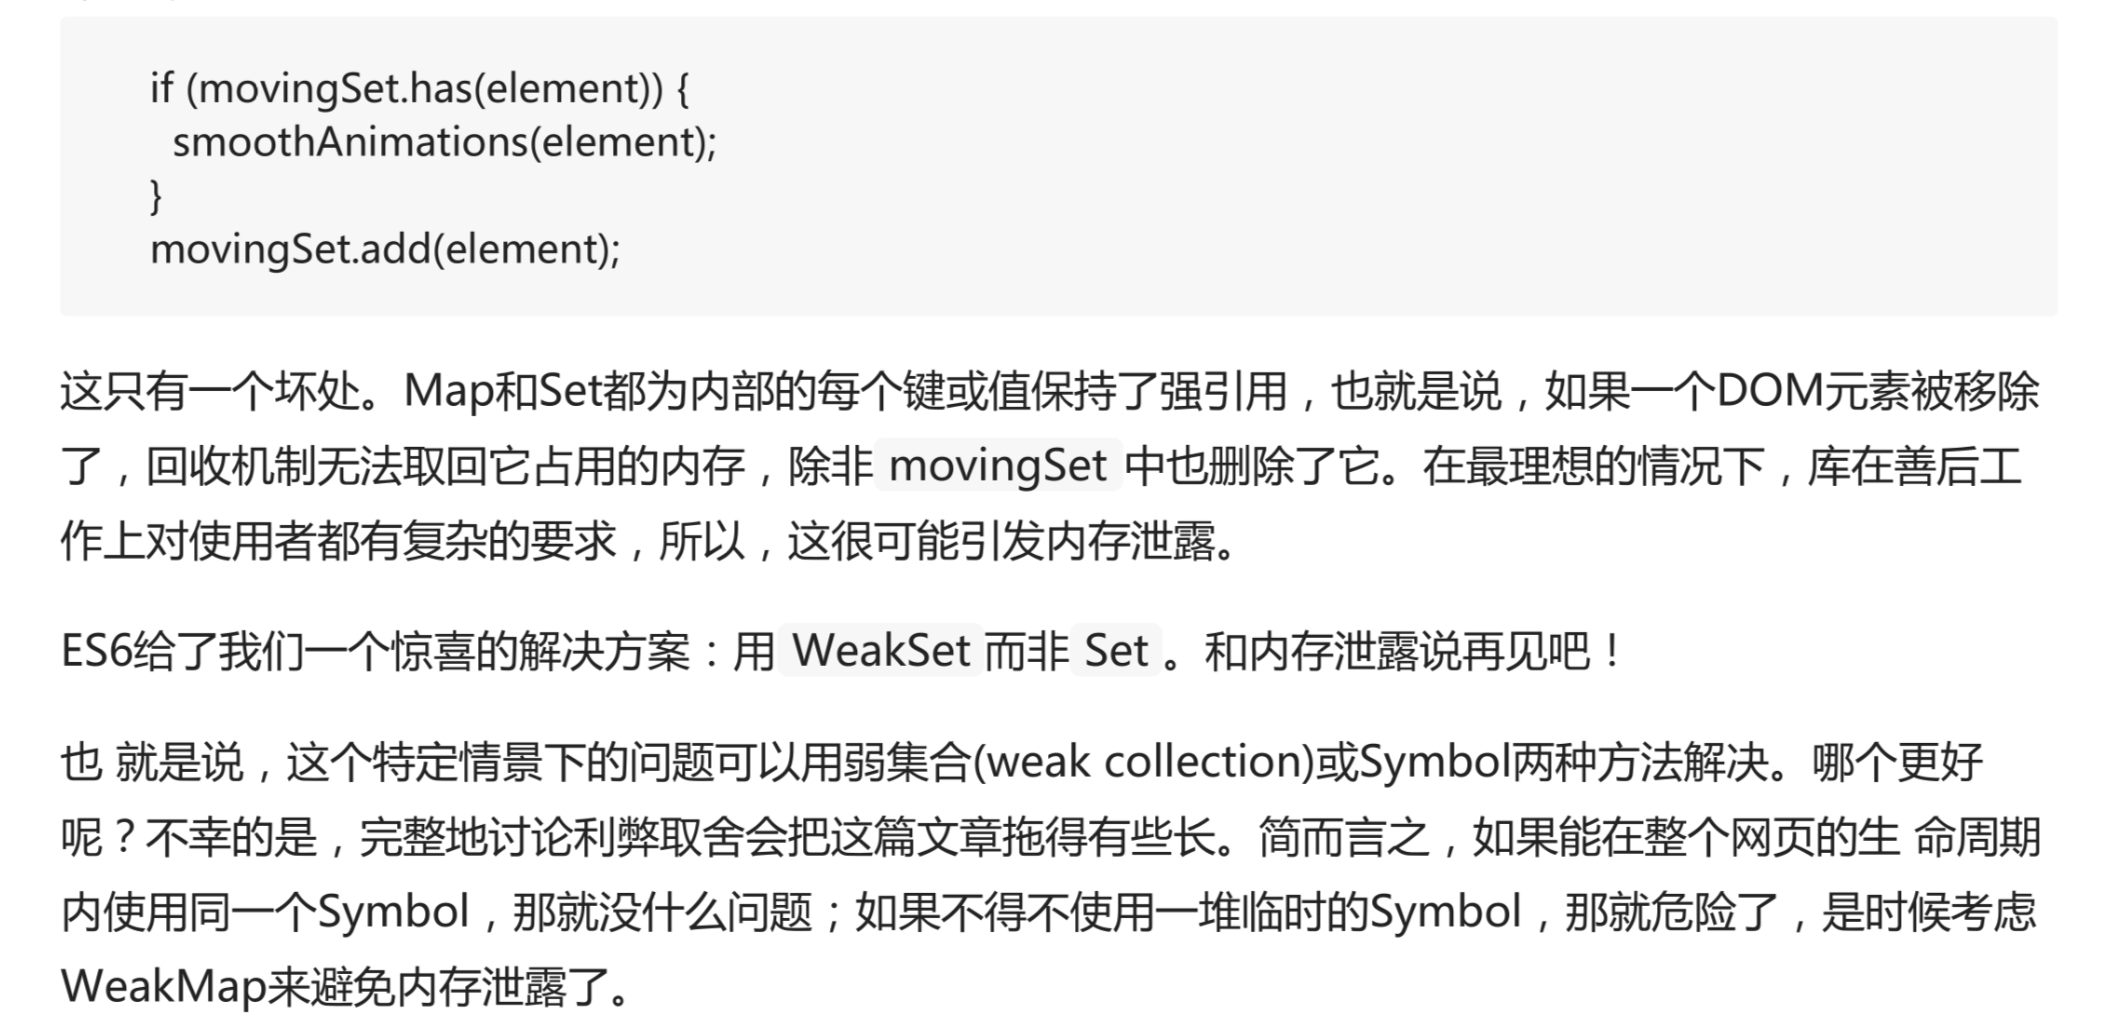 if (movingSet.has(element)) {
smoothAnimations(element);
}
movingSet.add(element);
这只有一个坏处。Map和Set都为内部的每个键或值保持了强引用，也就是说，如果一个DOM元素被移除
了，回收机制无法取回它占用的内存，除非 movingSet 中也删除了它。在最理想的情况下，库在善后工
作上对使用者都有复杂的要求，所以，这很可能引发内存泄露。
ES6给了我们一个惊喜的解决方案：用 WeakSet 而非 Set 。和内存泄露说再见吧！
也 就是说，这个特定情景下的问题可以用弱集合(weak collection)或Symbol两种方法解决。哪个更好
呢？不幸的是，完整地讨论利弊取舍会把这篇文章拖得有些长。简而言之，如果能在整个网页的生 命周期
内使用同一个Symbol，那就没什么问题；如果不得不使用一堆临时的Symbol，那就危险了，是时候考虑
WeakMap来避免内存泄露了。